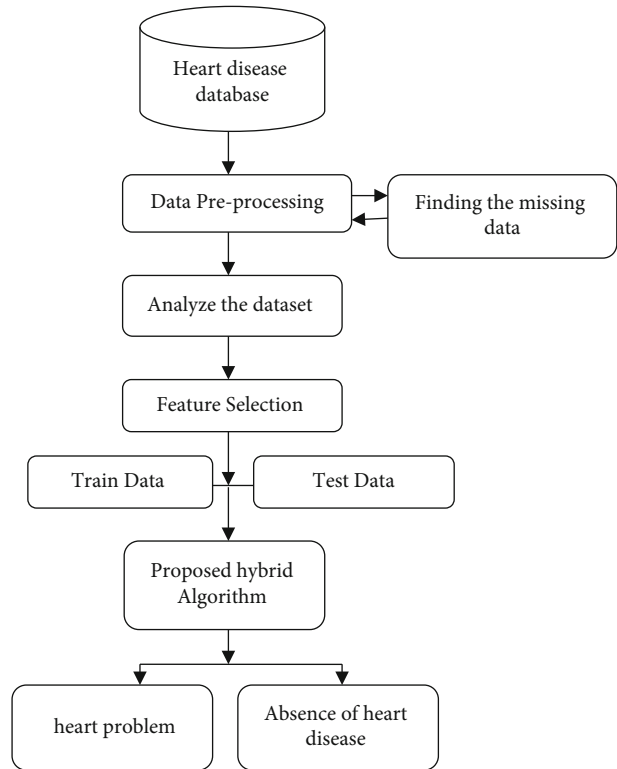 Heart disease
database
Data Pre-processing
Finding the missing
data
Analyze the dataset
Feature Selection
Train Data
Test Data
Proposed hybrid
Algorithm
heart problem
Absence of heart
disease